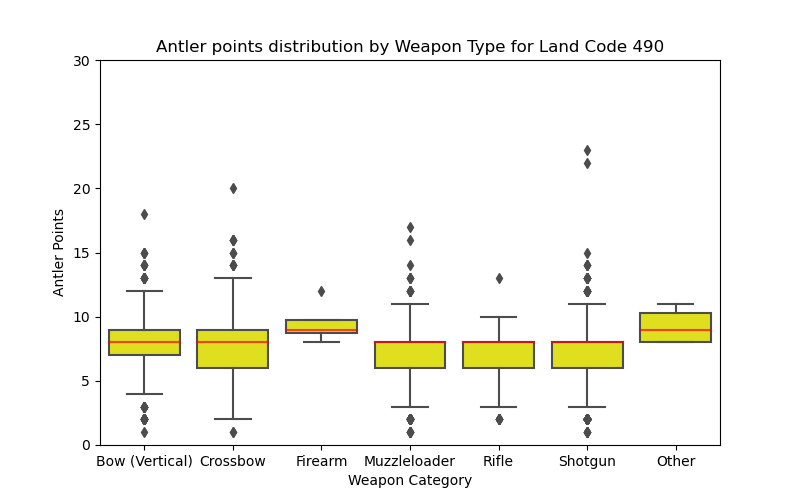 Antler points distribution by Weapon Type for Land Code 490
30
25
20
15
10
5
0
Antler Points
Bow (Vertical) Crossbow Firearm Muzzleloader Rifle Shotgun Other
Weapon Category